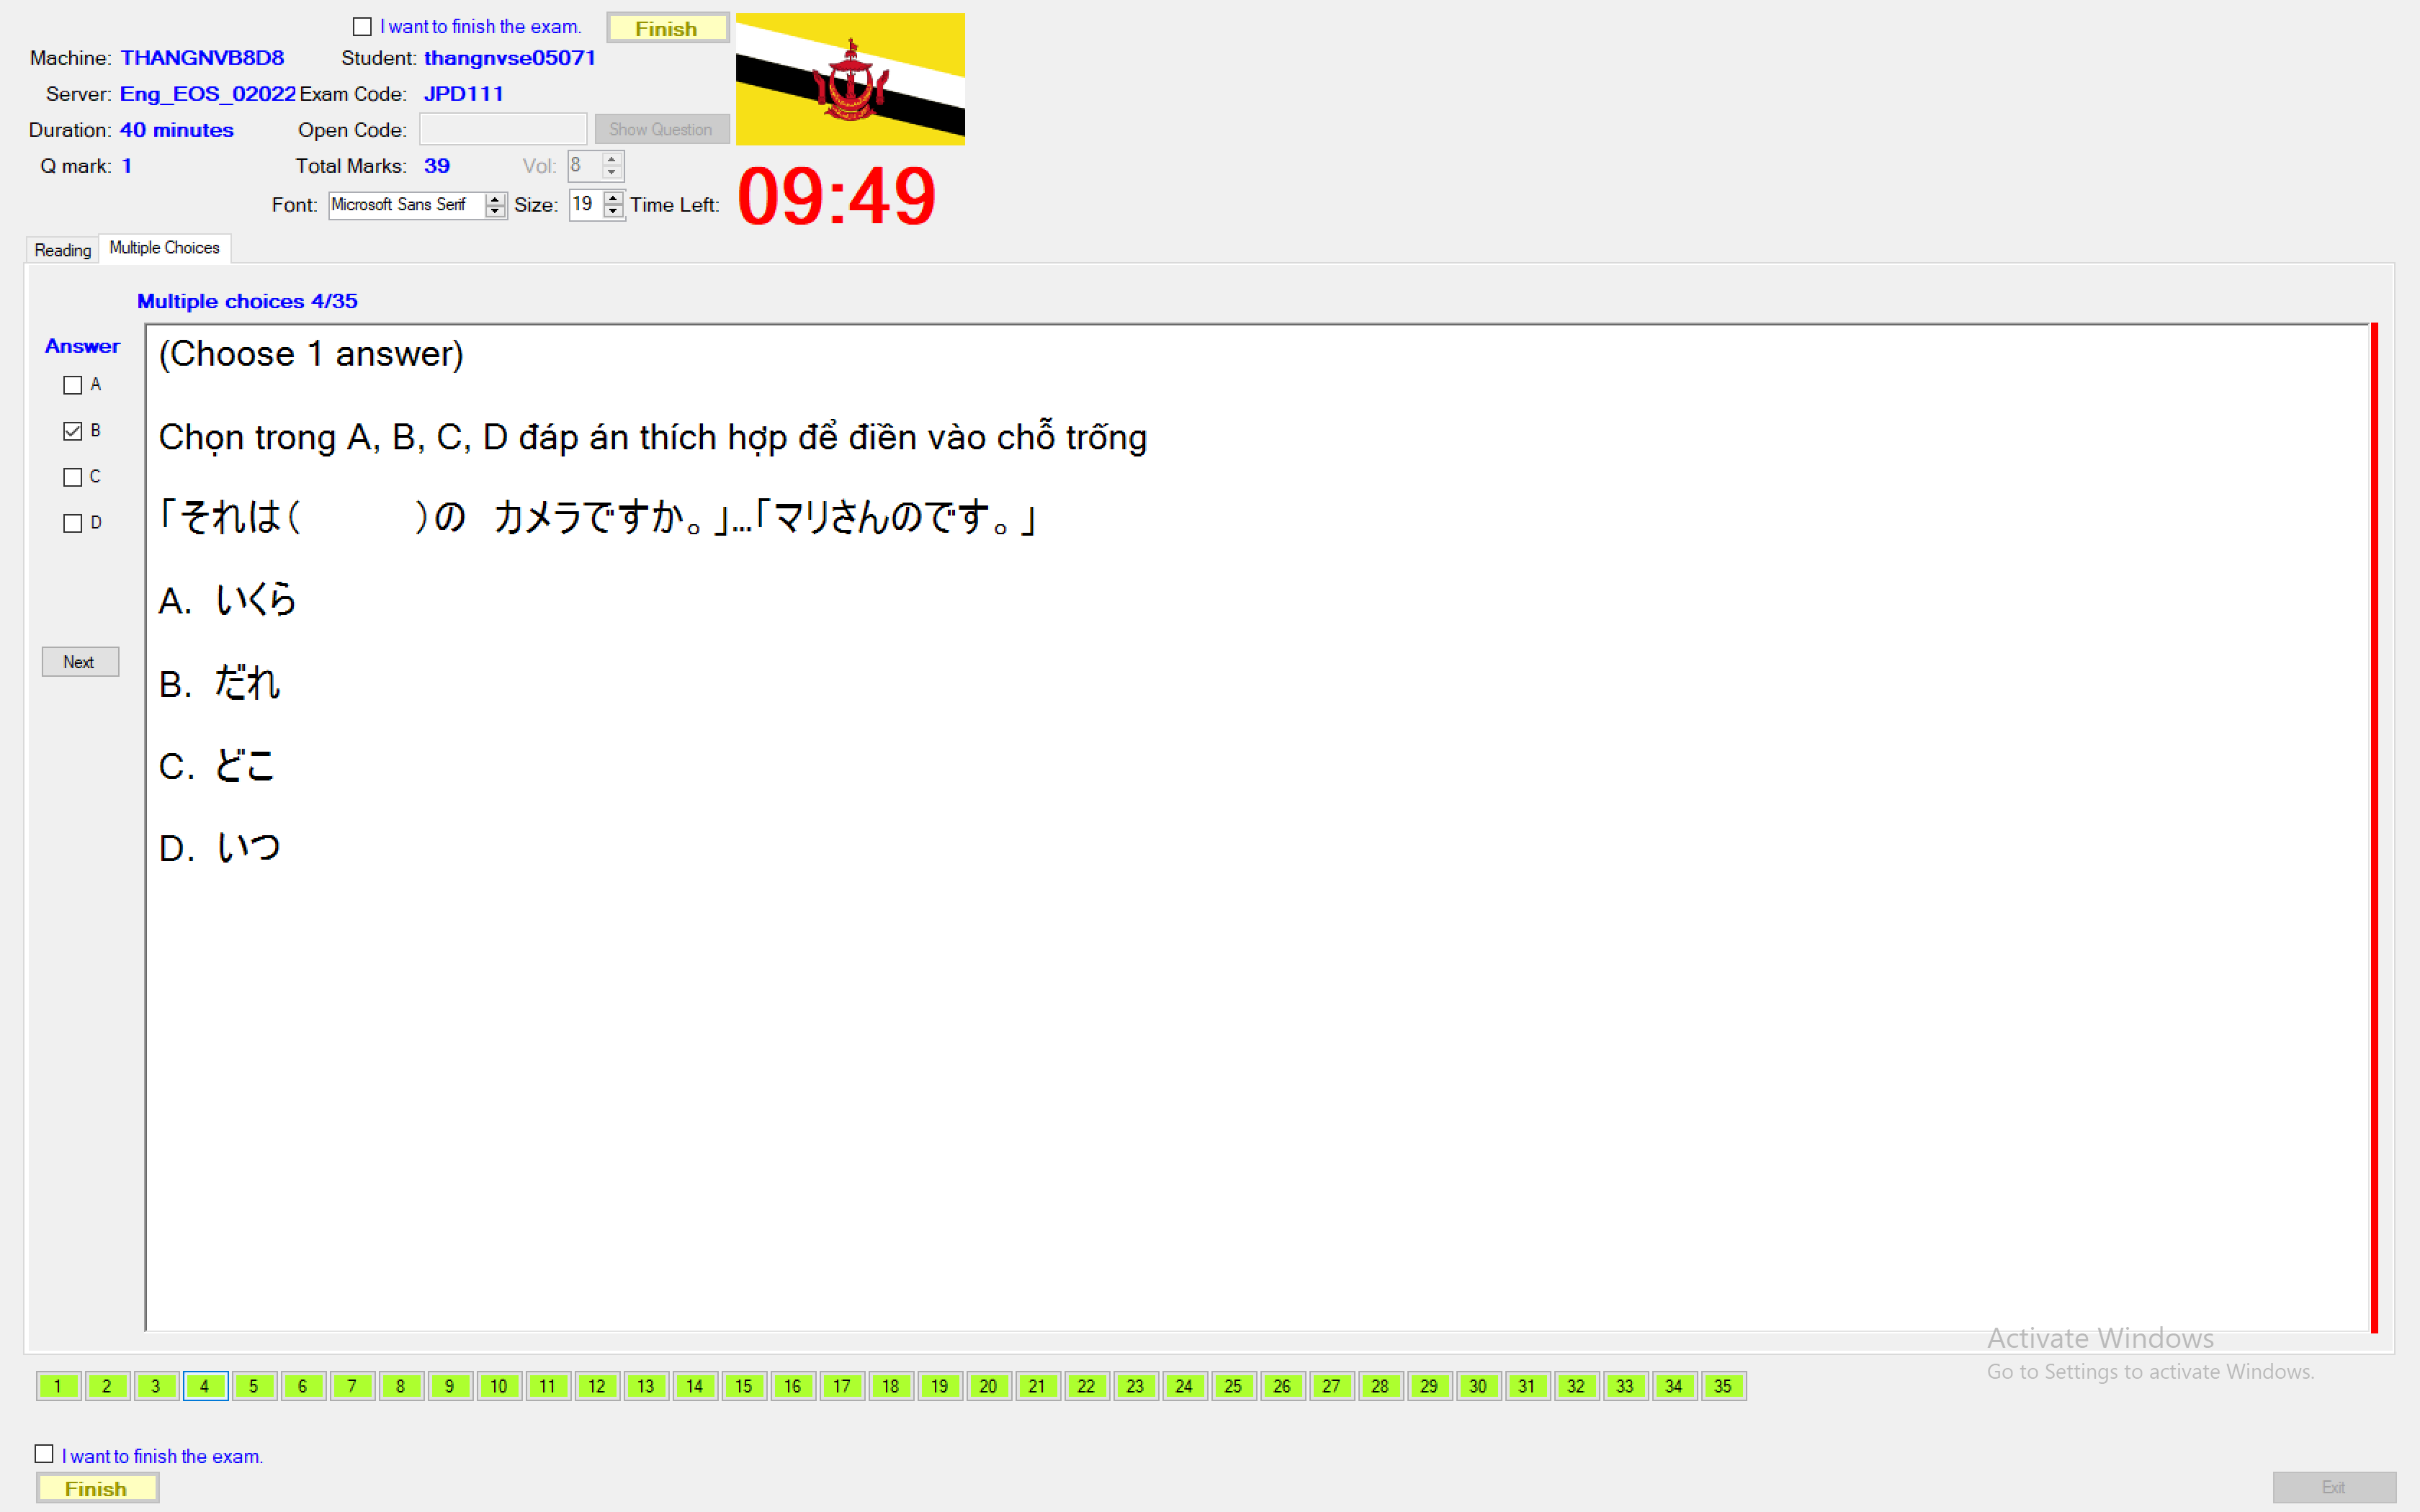 I want to finish the exam. Finish
Machine: THANGNVB8D8 Student: thangnvse05071
Server: Eng_EOS_02022 Exam Code: JPD111
Duration: 40 minutes Open Code: Show Question
Q mark: 1 Total Marks: 39 Vol: 8
Font: Microsoft Sans Serif Size: 19 Time Left: 09:49
Reading Multiple Choices
Multiple choices 4/35
Answer
A
B
C
D
Next
(Choose 1 answer)
Chọn trong A, B, C, D đáp án thích hợp để điền vào chỗ trống
「それは(　　　)の　カメラですか。」...「マリさんのです。」
A. いくら
B. だれ
C. どこ
D. いつ
Activate Windows
Go to Settings to activate Windows.
1 2 3 4 5 6 7 8 9 10 11 12 13 14 15 16 17 18 19 20 21 22 23 24 25 26 27 28 29 30 31 32 33 34 35
I want to finish the exam.
Finish
Exit